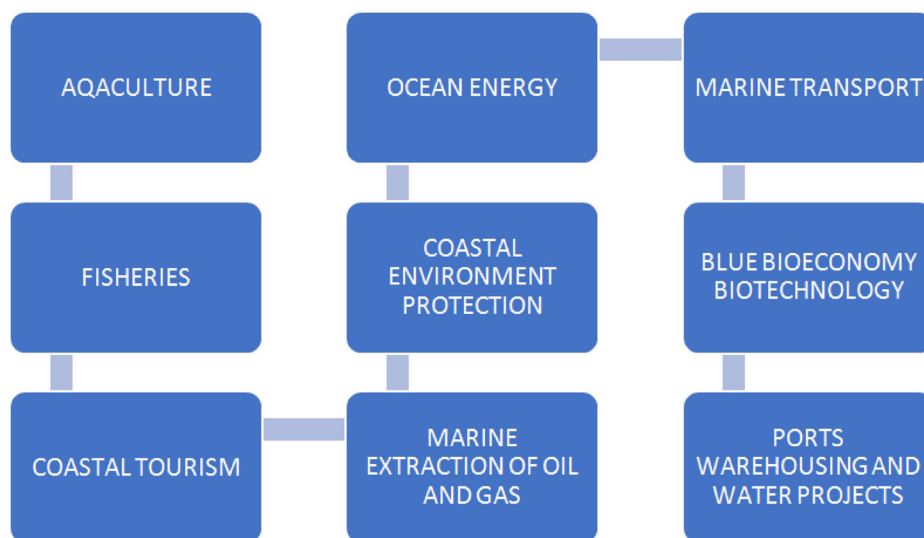 AQACULTURE
FISHERIES
COASTAL TOURISM
MARINE
EXTRACTION OF OIL
AND GAS
COASTAL
ENVIRONMENT
PROTECTION
OCEAN ENERGY
MARINE TRANSPORT
BLUE BIOECONOMY
BIOTECHNOLOGY
PORTS
WAREHOUSING AND
WATER PROJECTS